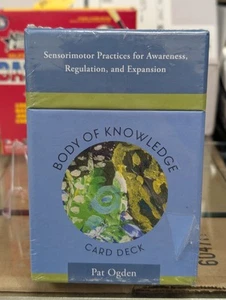 Sensorimotor Practices for Awareness,
Regulation, and Expansion
BODY OF KNOWLEDGE
CARD DECK
Pat Ogden